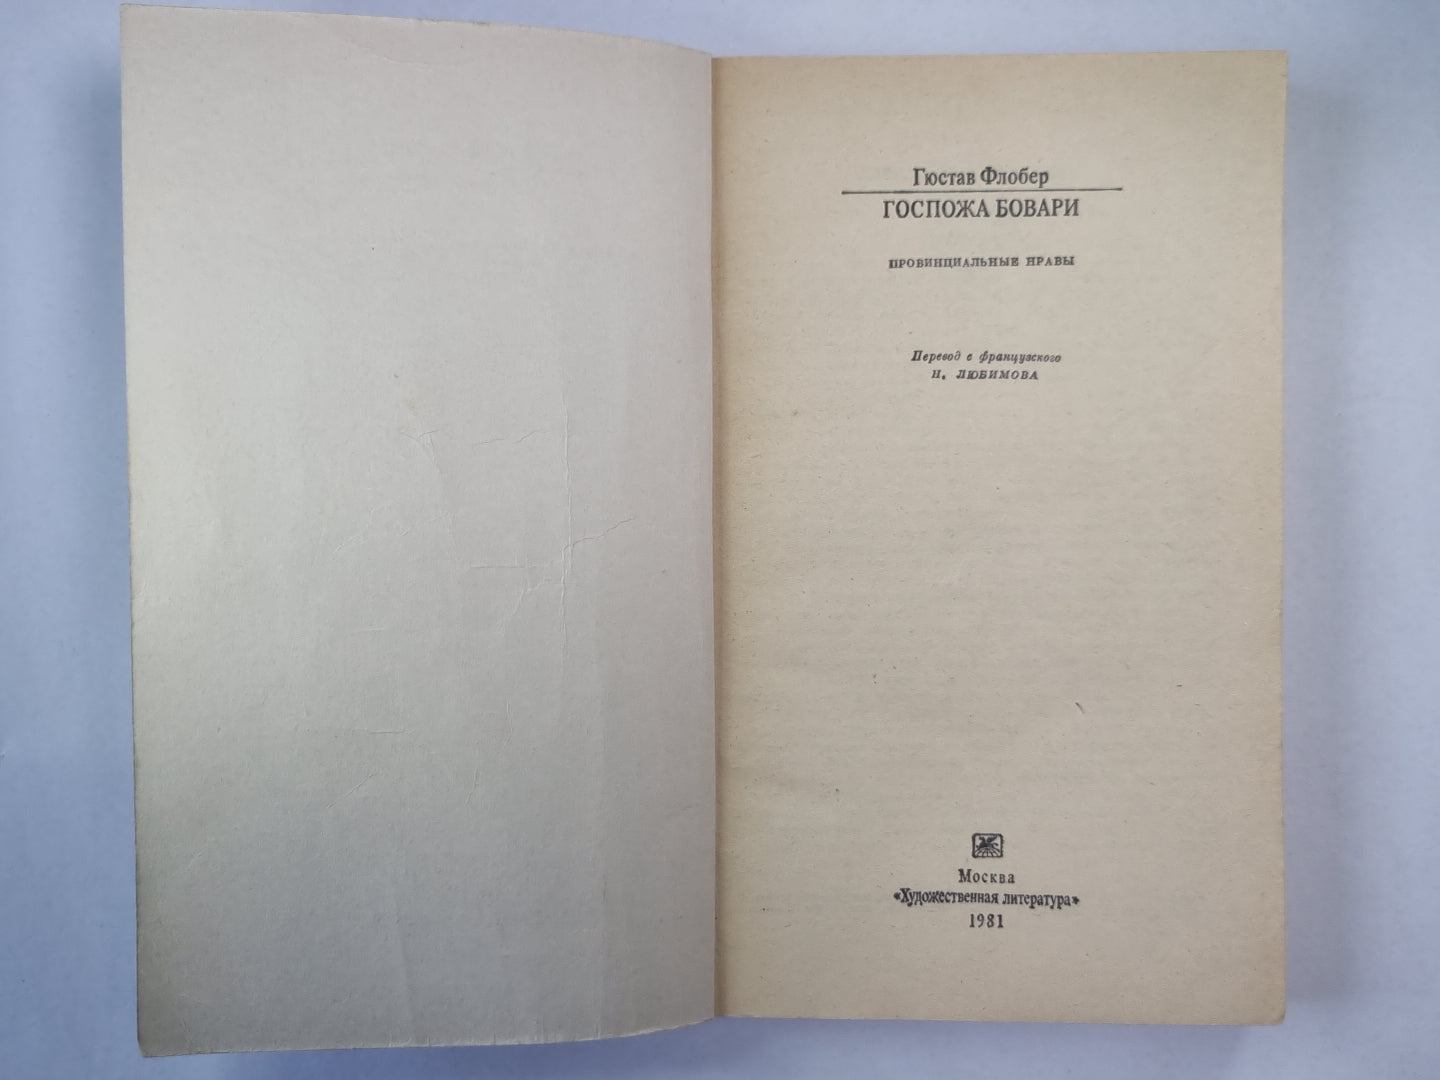 Гюстав Флобер
ГОСПОЖА БОВАРИ
ПРОВИНЦИАЛЬНЫЕ НРАВЫ
Перевод с французского
Н. ЛЮБИМОВА
Москва
«Художественная литература»
1981